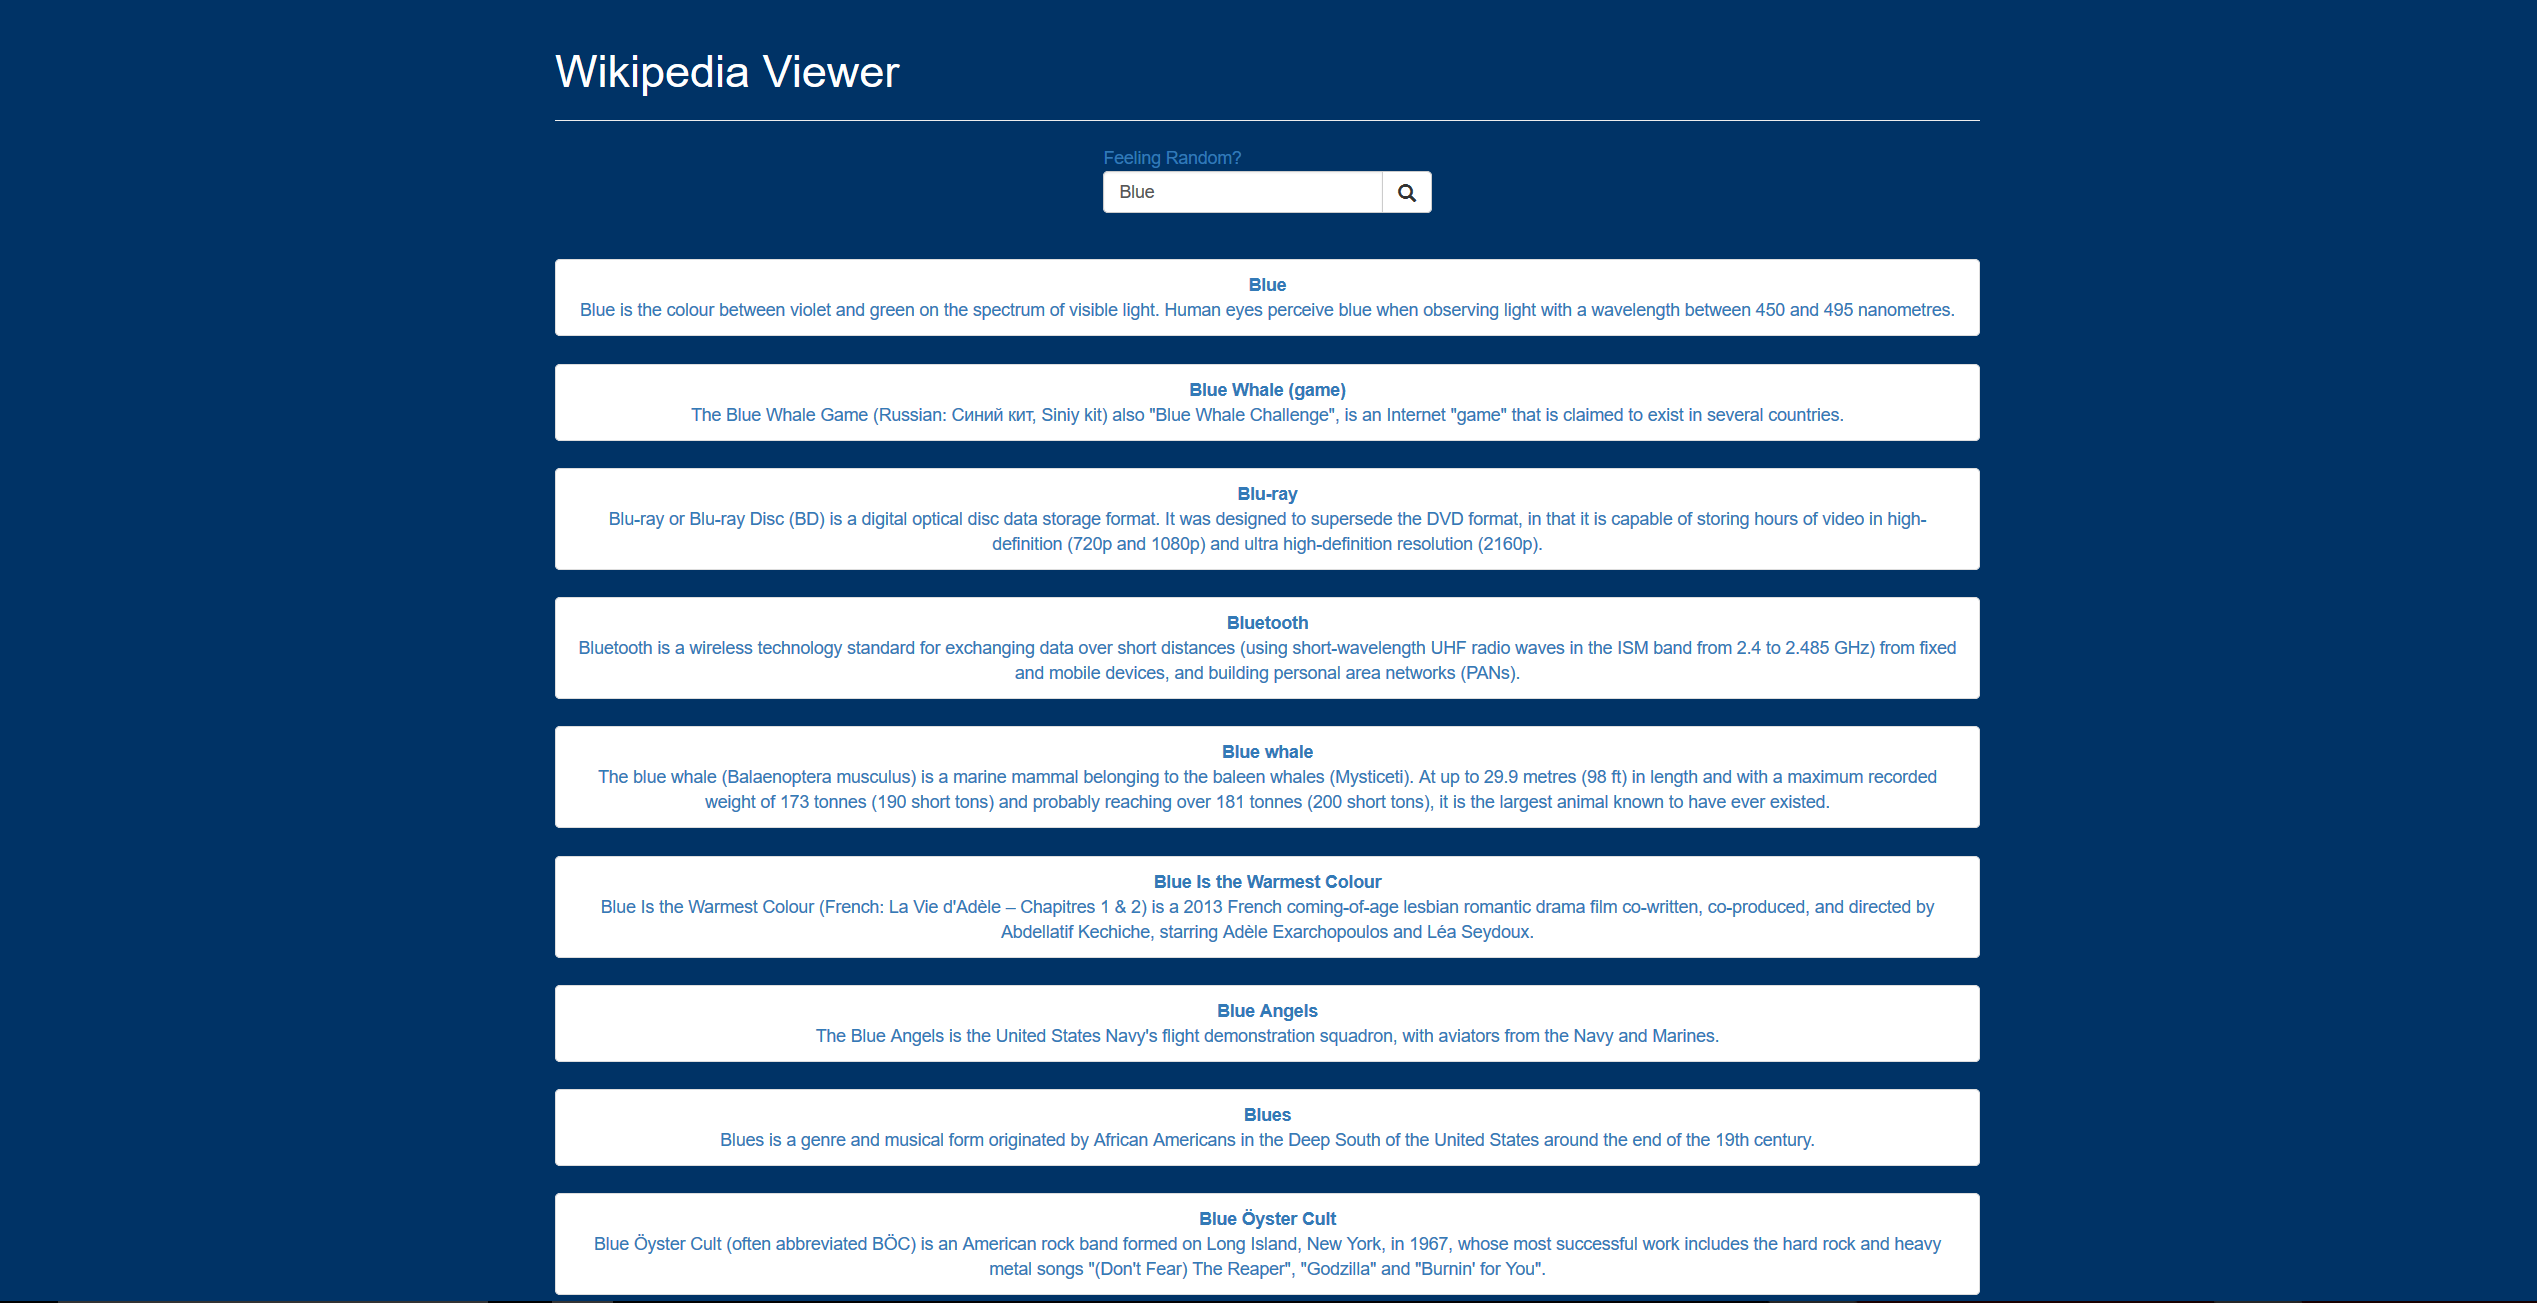 Wikipedia Viewer
Feeling Random?
Blue
Blue
Blue is the colour between violet and green on the spectrum of visible light. Human eyes perceive blue when observing light with a wavelength between 450 and 495 nanometres.
Blue Whale (game)
The Blue Whale Game (Russian: Синий кит, Siniy kit) also "Blue Whale Challenge", is an Internet "game" that is claimed to exist in several countries.
Blu-ray
Blu-ray or Blu-ray Disc (BD) is a digital optical disc data storage format. It was designed to supersede the DVD format, in that it is capable of storing hours of video in high-
definition (720p and 1080p) and ultra high-definition resolution (2160p).
Bluetooth
Bluetooth is a wireless technology standard for exchanging data over short distances (using short-wavelength UHF radio waves in the ISM band from 2.4 to 2.485 GHz) from fixed
and mobile devices, and building personal area networks (PANs).
Blue whale
The blue whale (Balaenoptera musculus) is a marine mammal belonging to the baleen whales (Mysticeti). At up to 29.9 metres (98 ft) in length and with a maximum recorded
weight of 173 tonnes (190 short tons) and probably reaching over 181 tonnes (200 short tons), it is the largest animal known to have ever existed.
Blue Is the Warmest Colour
Blue Is the Warmest Colour (French: La Vie d'Adèle – Chapitres 1 & 2) is a 2013 French coming-of-age lesbian romantic drama film co-written, co-produced, and directed by
Abdellatif Kechiche, starring Adèle Exarchopoulos and Léa Seydoux.
Blue Angels
The Blue Angels is the United States Navy's flight demonstration squadron, with aviators from the Navy and Marines.
Blues
Blues is a genre and musical form originated by African Americans in the Deep South of the United States around the end of the 19th century.
Blue Öyster Cult
Blue Öyster Cult (often abbreviated BÖC) is an American rock band formed on Long Island, New York, in 1967, whose most successful work includes the hard rock and heavy
metal songs "(Don't Fear) The Reaper", "Godzilla" and "Burnin' for You".